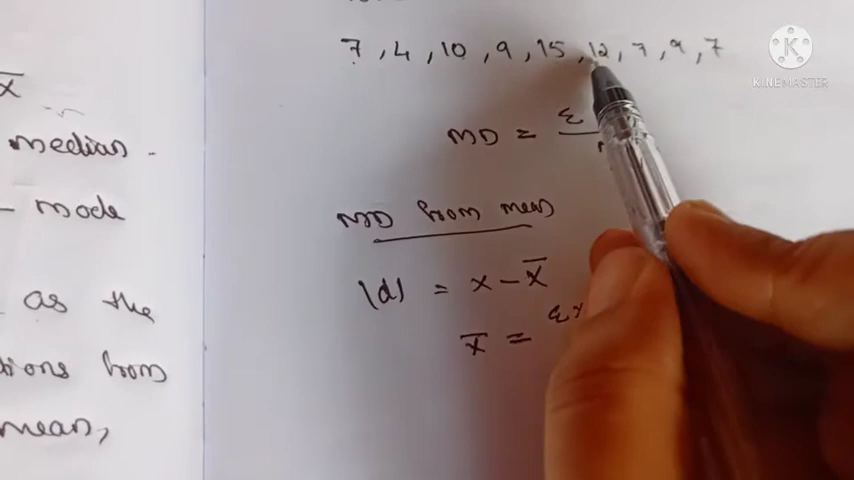 7 , 4 , 10 , 9 , 15 , 12 , 7 , 9 , 7
KINEMASTER
x̅
median .
MD = Σ
- mode
MD from mean
|d| = x - x̅
as the
x̅ = Σx
from
mean,